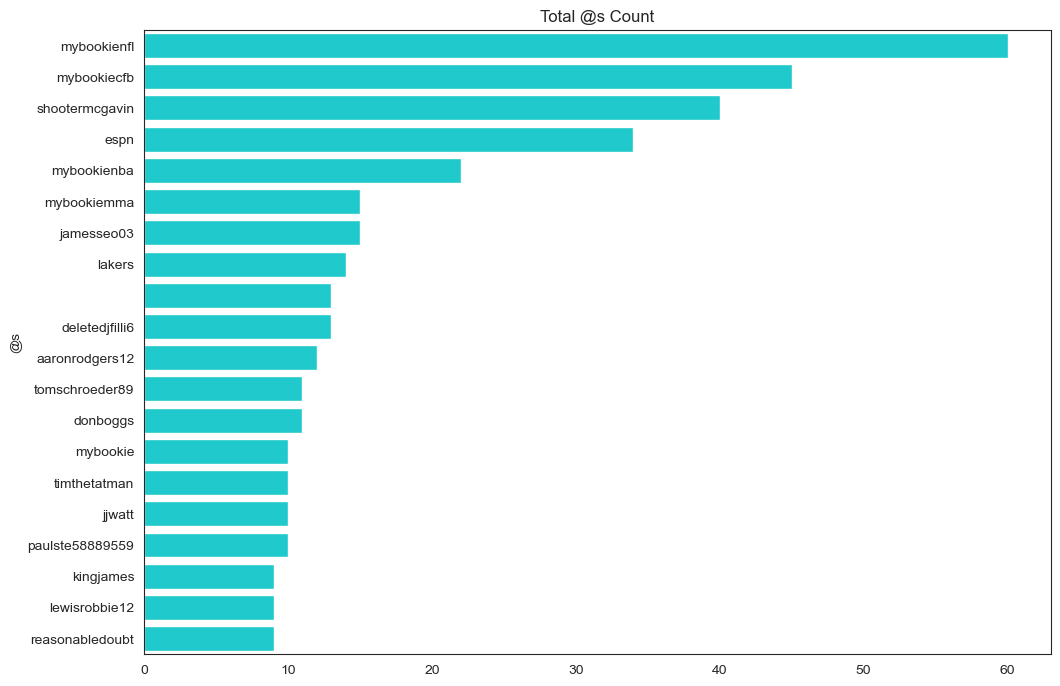 Total @s Count
mybookienfl
mybookiecfb
shootermcgavin
espn
mybookienba
mybookiemma
jamesseo03
lakers
deletedjfilli6
@s
aaronrodgers12
tomschroeder89
donboggs
mybookie
timthetatman
jjwatt
paulste58889559
kingjames
lewisrobbie12
reasonabledoubt
0 10 20 30 40 50 60